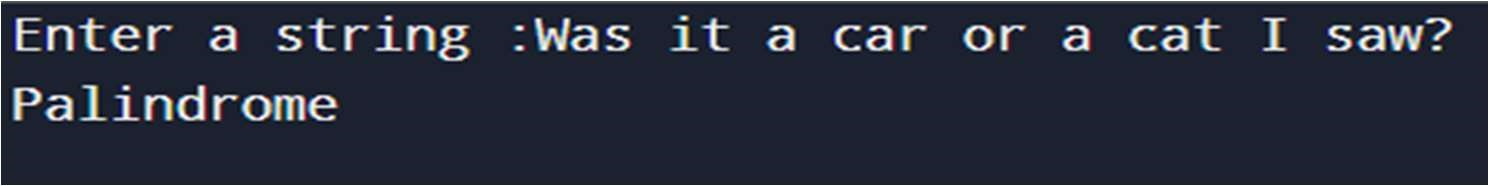 Enter a string :Was it a car or a cat I saw?
Palindrome